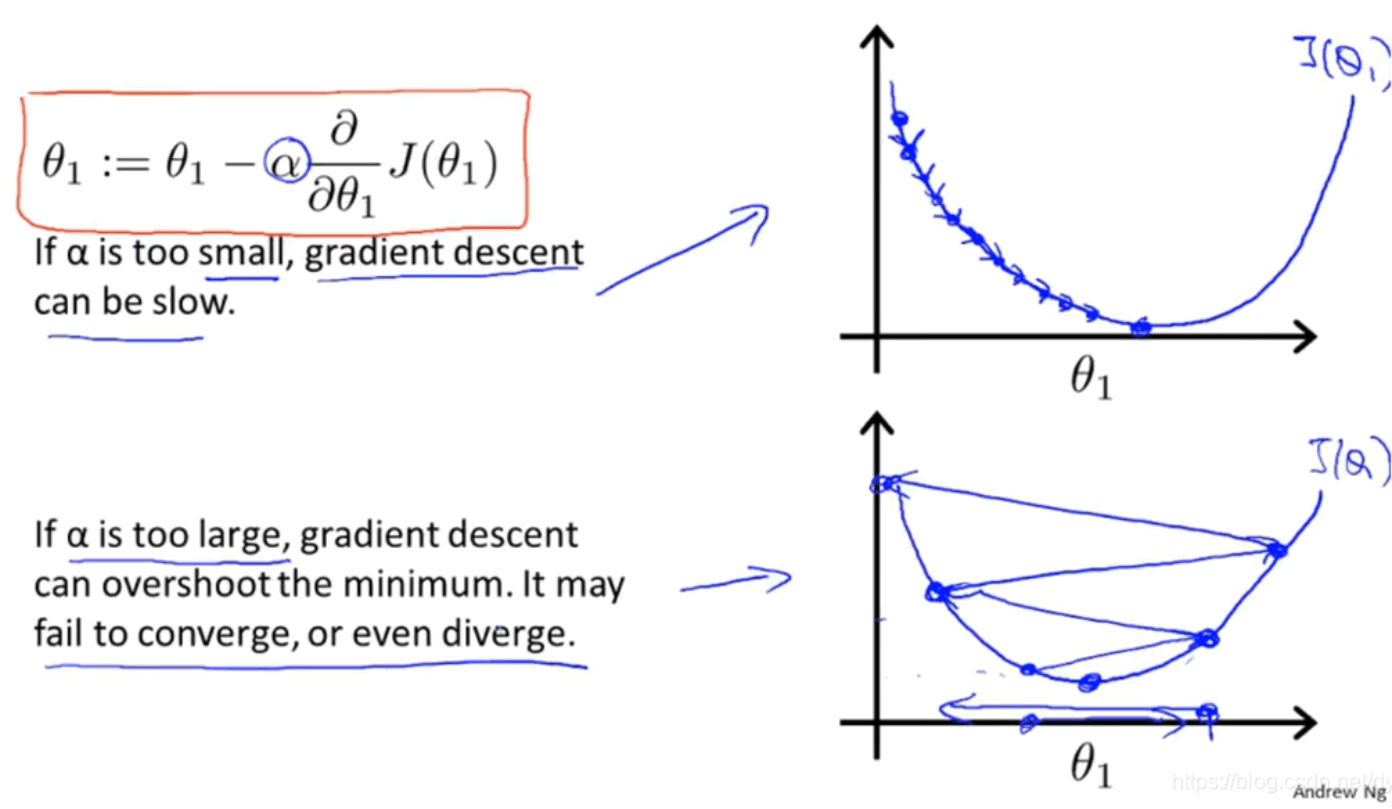 J(θ₁)
θ₁ := θ₁ − α ∂/∂θ₁ J(θ₁)
If α is too small, gradient descent
can be slow.
θ₁
J(θ)
If α is too large, gradient descent
can overshoot the minimum. It may
fail to converge, or even diverge.
θ₁
https://blog.csdn.net/dy
Andrew Ng